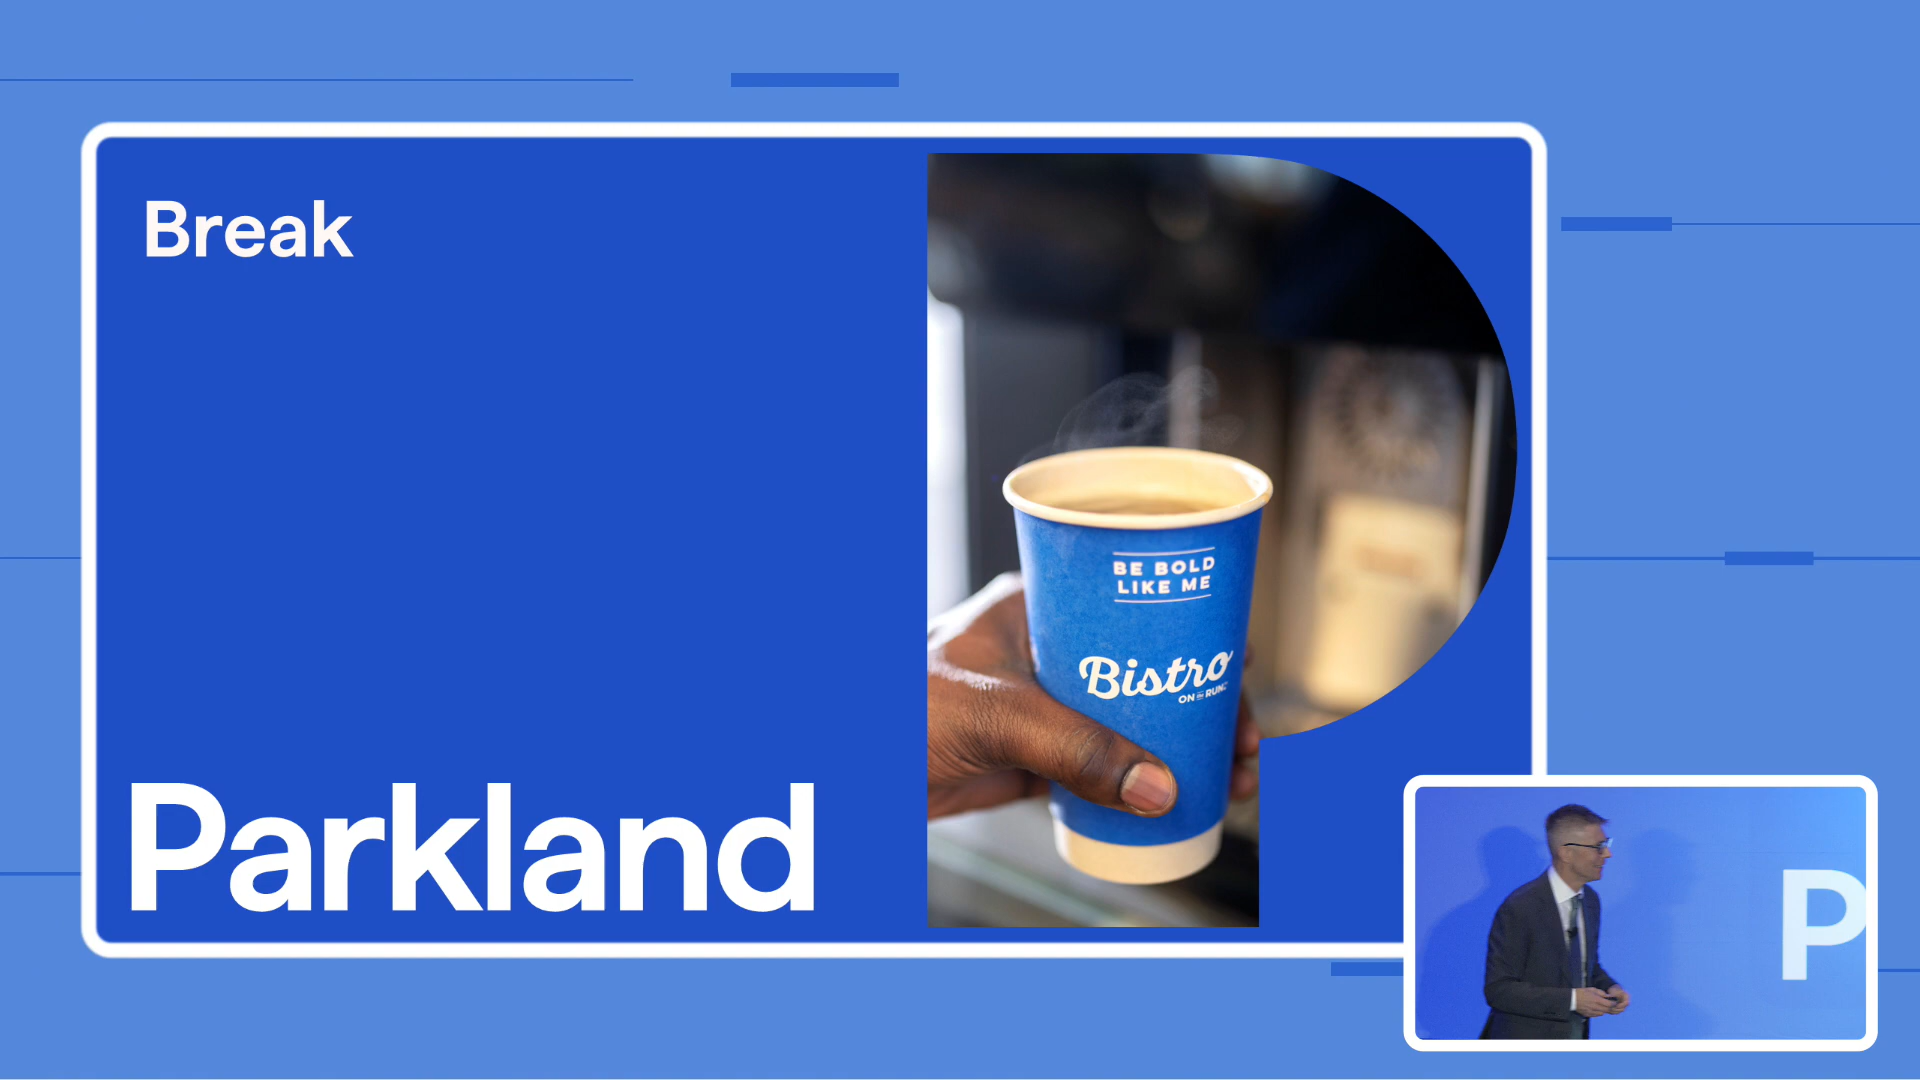 Break
BE BOLD
LIKE ME
Bistro
ON THE RUN
Parkland
P